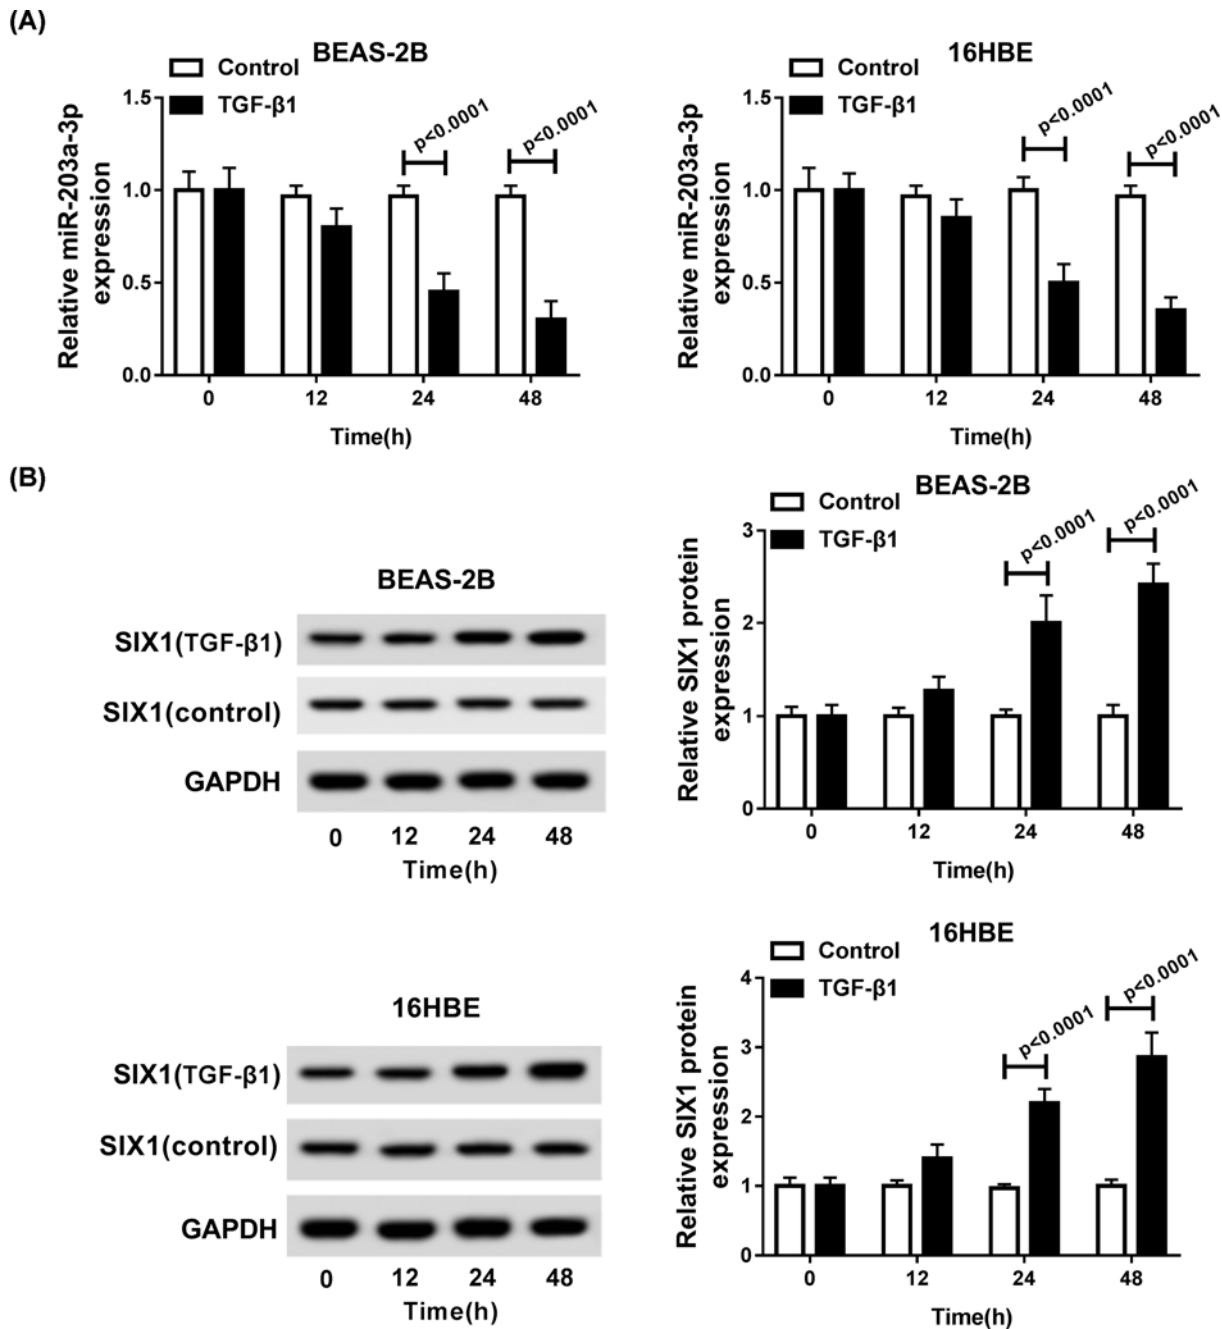 (A)
BEAS-2B
Control
TGF-β1
Relative miR-203a-3p
expression
1.5
1.0
0.5
0.0
p<0.0001
p<0.0001
0 12 24 48
Time(h)
16HBE
Control
TGF-β1
Relative miR-203a-3p
expression
1.5
1.0
0.5
0.0
p<0.0001
p<0.0001
0 12 24 48
Time(h)
(B)
BEAS-2B
SIX1(TGF-β1)
SIX1(control)
GAPDH
0 12 24 48
Time(h)
BEAS-2B
Control
TGF-β1
Relative SIX1 protein
expression
3
2
1
0
p<0.0001
p<0.0001
0 12 24 48
Time(h)
16HBE
SIX1(TGF-β1)
SIX1(control)
GAPDH
0 12 24 48
Time(h)
16HBE
Control
TGF-β1
Relative SIX1 protein
expression
4
3
2
1
0
p<0.0001
p<0.0001
0 12 24 48
Time(h)